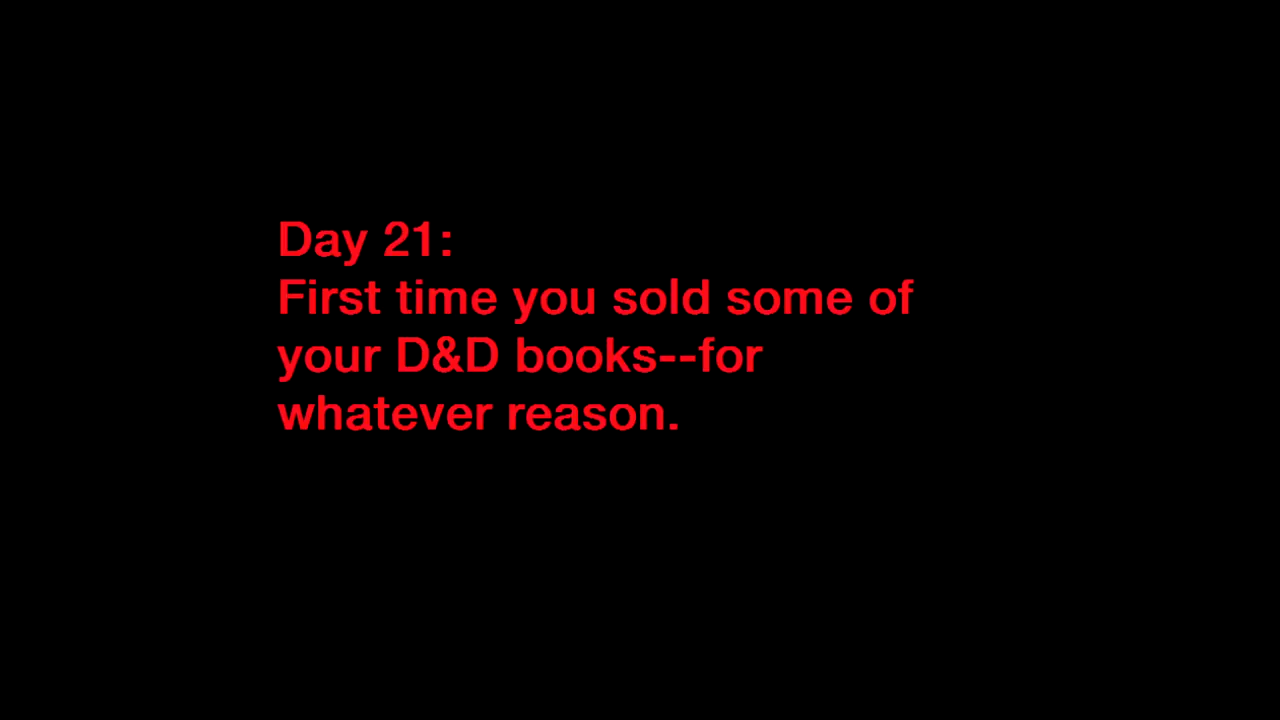 Day 21:
First time you sold some of
your D&D books--for
whatever reason.